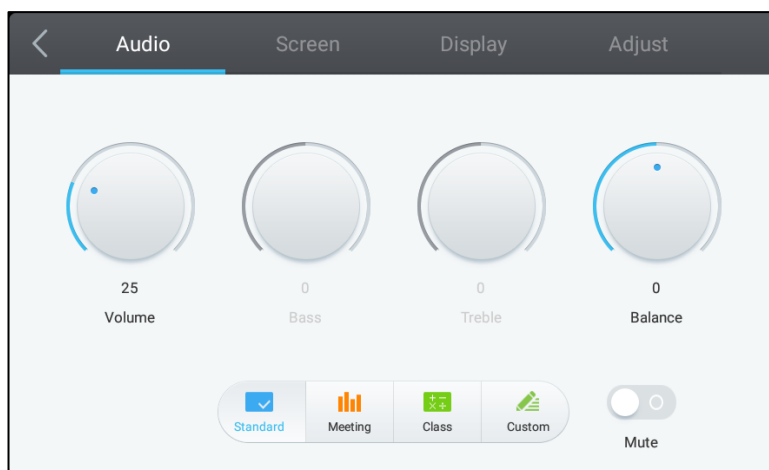 Audio Screen Display Adjust
25 0 0 0
Volume Bass Treble Balance
Standard Meeting Class Custom
Mute